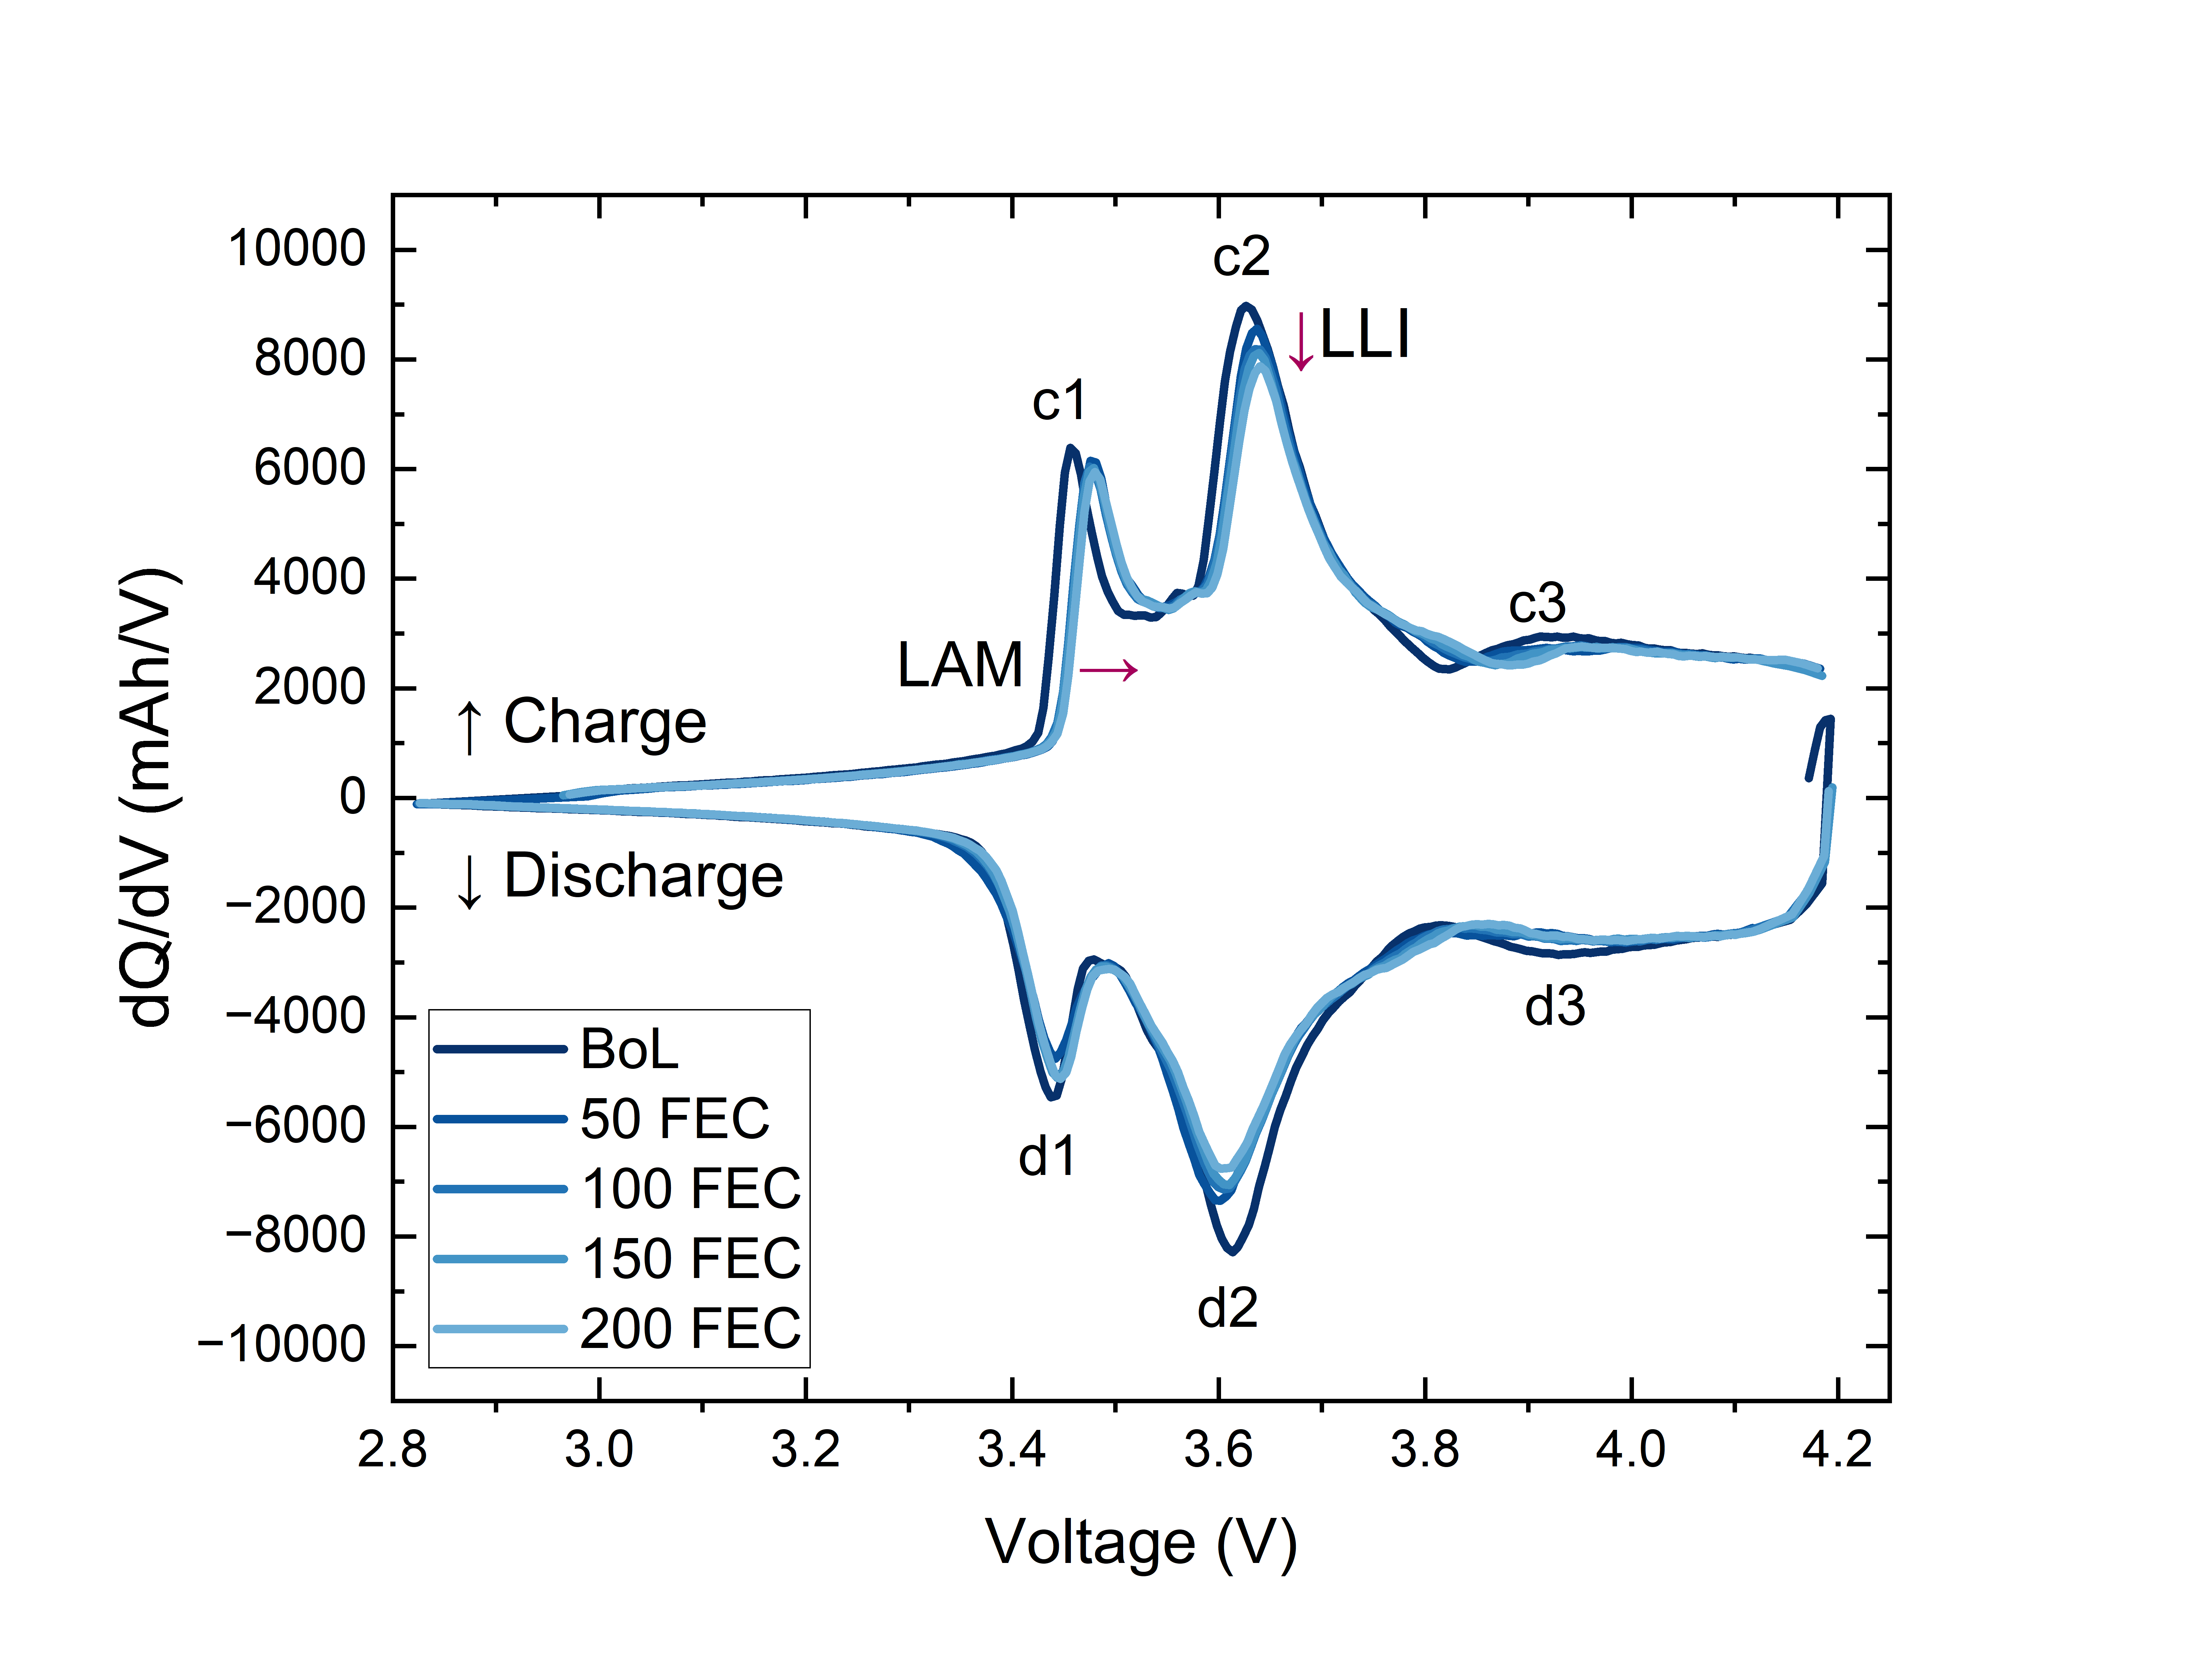 c2
↓LLI
c1
c3
LAM →
↑ Charge
↓ Discharge
d3
d1
d2
BoL
50 FEC
100 FEC
150 FEC
200 FEC
10000
8000
6000
4000
2000
0
−2000
−4000
−6000
−8000
−10000
dQ/dV (mAh/V)
2.8 3.0 3.2 3.4 3.6 3.8 4.0 4.2
Voltage (V)